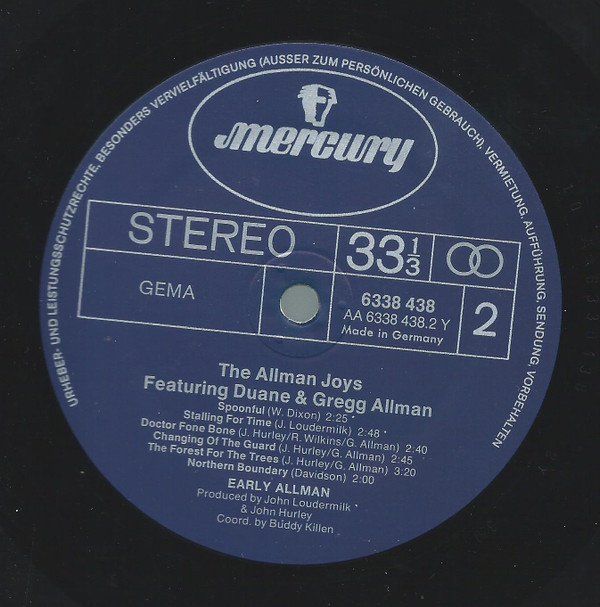 URHEBER- UND LEISTUNGSSCHUTZRECHTE, BESONDERS VERVIELFÄLTIGUNG (AUSSER ZUM PERSÖNLICHEN GEBRAUCH), VERMIETUNG, AUFFÜHRUNG, SENDUNG, VORBEHALTEN
mercury
STEREO
33 1/3
GEMA
6338 438
AA 6338 438.2 Y
Made in Germany
2
The Allman Joys
Featuring Duane & Gregg Allman
Spoonful (W. Dixon) 2:25 *
Stalling For Time (J. Loudermilk) 2:48 *
Doctor Fone Bone (J. Hurley/R. Wilkins/G. Allman) 2:40
Changing Of The Guard (J. Hurley/G. Allman) 2:45
The Forest For The Trees (J. Hurley/G. Allman) 3:20
Northern Boundary (Davidson) 2:00
EARLY ALLMAN
Produced by John Loudermilk *
& John Hurley
Coord. by Buddy Killen